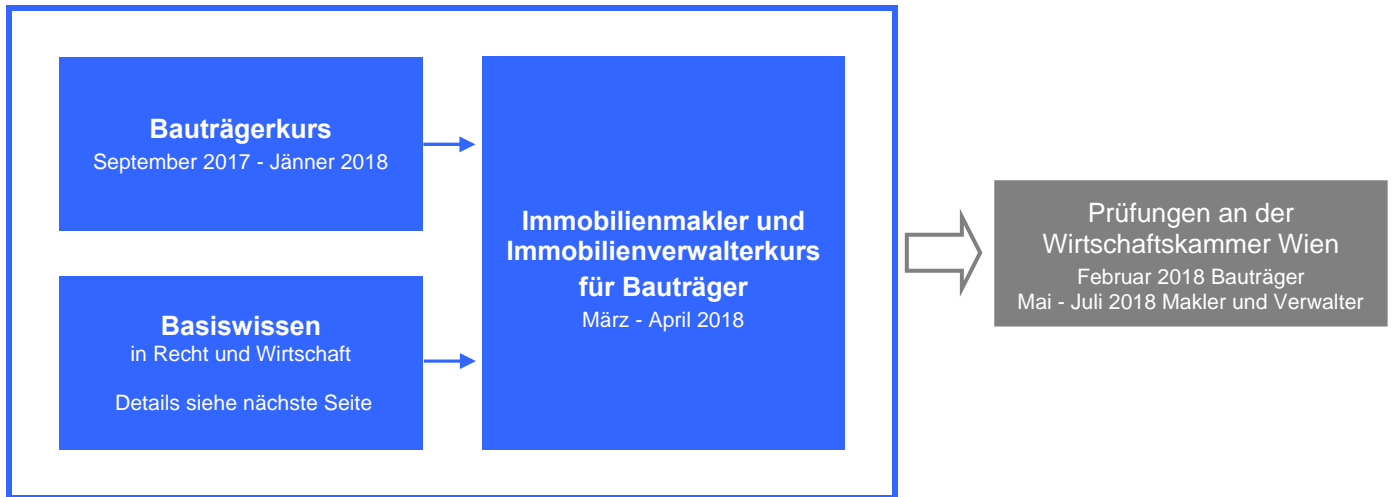 Bauträgerkurs
September 2017 - Jänner 2018
Basiswissen
in Recht und Wirtschaft
Details siehe nächste Seite
Immobilienmakler und
Immobilienverwalterkurs
für Bauträger
März - April 2018
Prüfungen an der
Wirtschaftskammer Wien
Februar 2018 Bauträger
Mai - Juli 2018 Makler und Verwalter